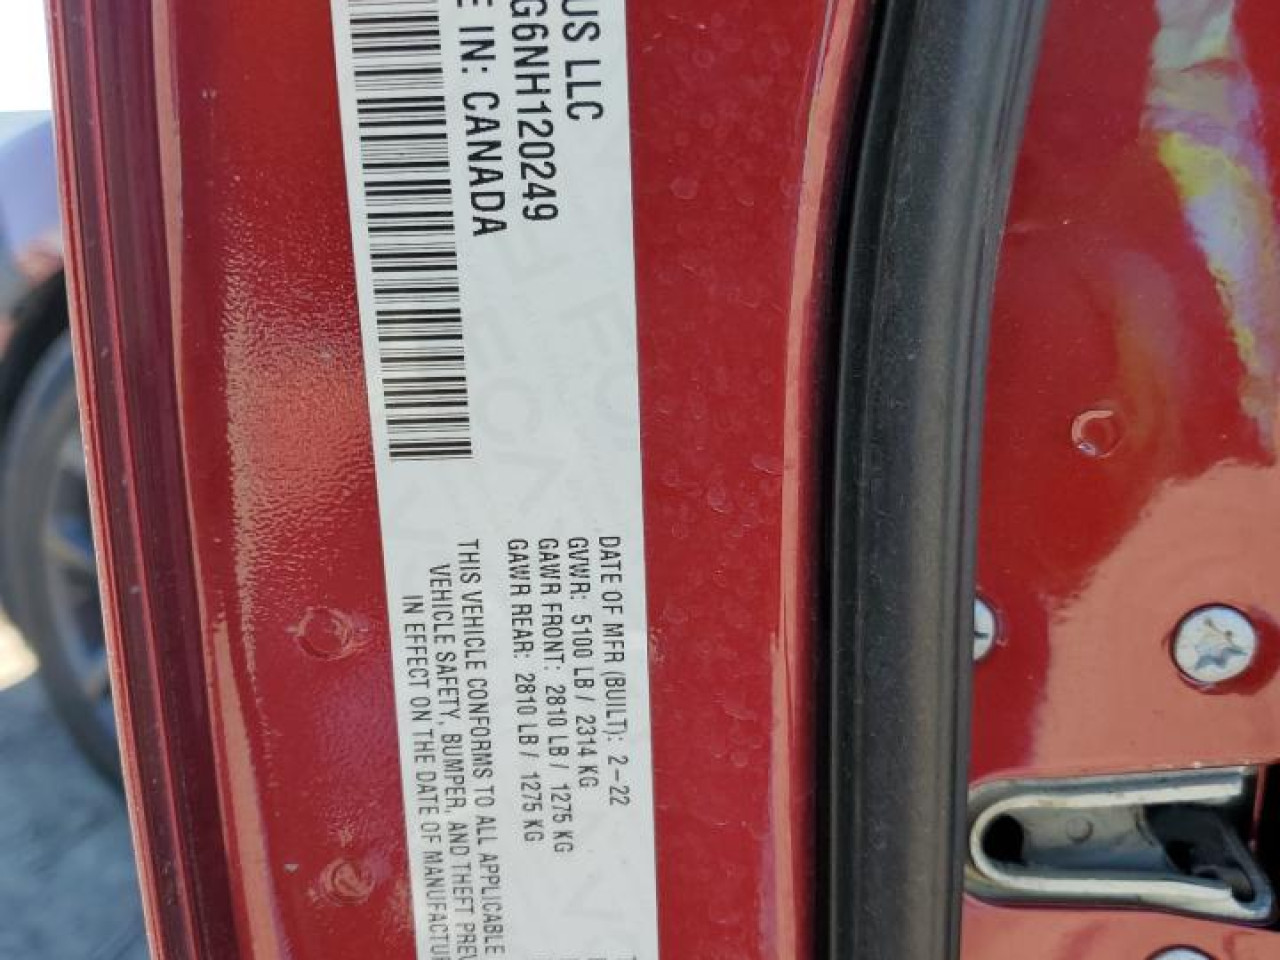 US LLC
G6NH120249
E IN: CANADA
DATE OF MFR (BUILT): 2-22
GVWR: 5100 LB / 2314 KG
GAWR FRONT: 2810 LB / 1275 KG
GAWR REAR: 2810 LB / 1275 KG
THIS VEHICLE CONFORMS TO ALL APPLICABLE
VEHICLE SAFETY, BUMPER, AND THEFT PREV
IN EFFECT ON THE DATE OF MANUFACTUR